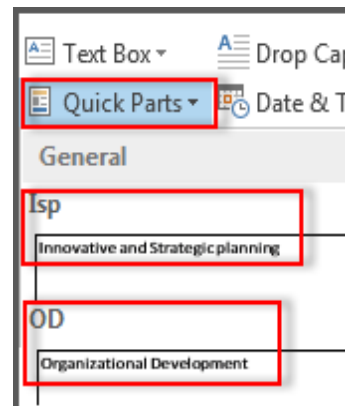 Text Box Drop Cap
Quick Parts Date & T
General
Isp
Innovative and Strategic planning
OD
Organizational Development